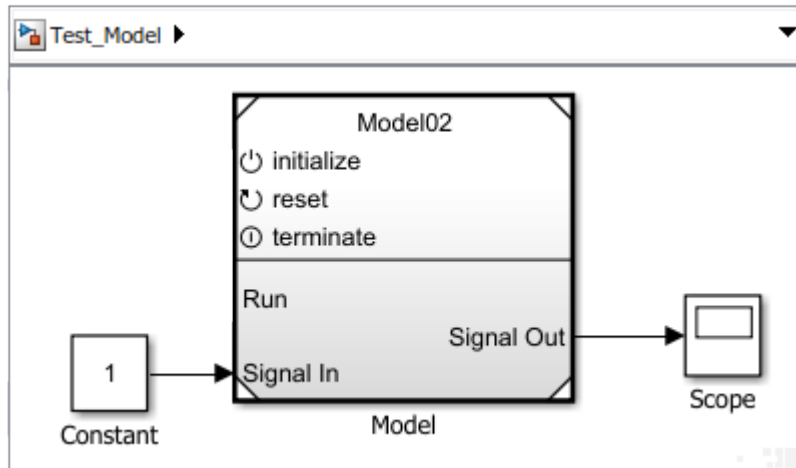 Test_Model
Model02
initialize
reset
terminate
Run
Signal Out
Signal In
1
Constant
Model
Scope